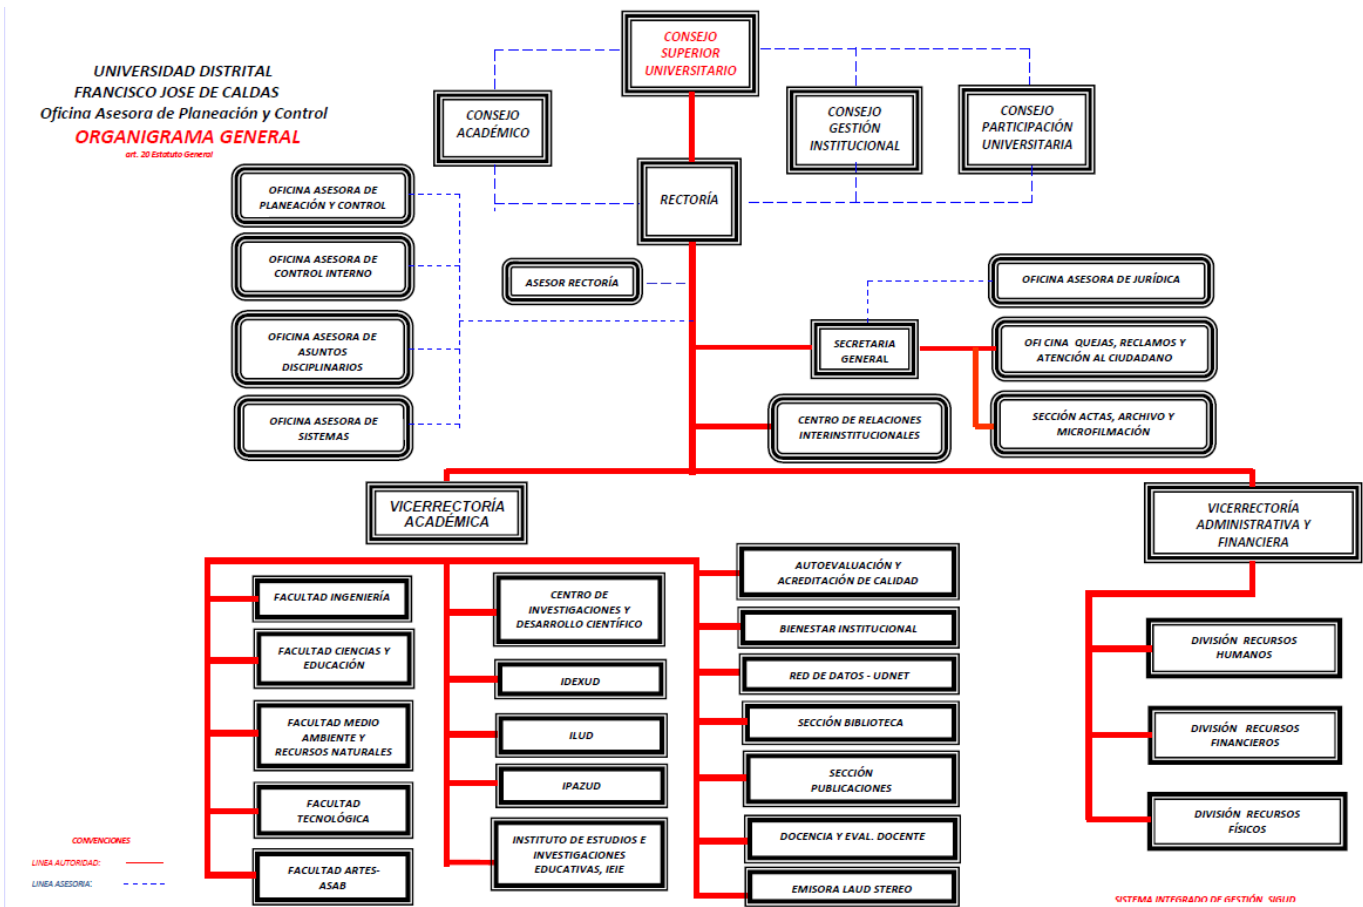 UNIVERSIDAD DISTRITAL
FRANCISCO JOSE DE CALDAS
Oficina Asesora de Planeación y Control
ORGANIGRAMA GENERAL
art. 20 Estatuto General
CONSEJO
SUPERIOR
UNIVERSITARIO
CONSEJO
ACADÉMICO
CONSEJO
GESTIÓN
INSTITUCIONAL
CONSEJO
PARTICIPACIÓN
UNIVERSITARIA
RECTORÍA
OFICINA ASESORA DE
PLANEACIÓN Y CONTROL
OFICINA ASESORA DE
CONTROL INTERNO
OFICINA ASESORA DE
ASUNTOS
DISCIPLINARIOS
OFICINA ASESORA DE
SISTEMAS
ASESOR RECTORÍA
OFICINA ASESORA DE JURÍDICA
SECRETARIA
GENERAL
OFI CINA QUEJAS, RECLAMOS Y
ATENCIÓN AL CIUDADANO
CENTRO DE RELACIONES
INTERINSTITUCIONALES
SECCIÓN ACTAS, ARCHIVO Y
MICROFILMACIÓN
VICERRECTORÍA
ACADÉMICA
VICERRECTORÍA
ADMINISTRATIVA Y
FINANCIERA
FACULTAD INGENIERÍA
FACULTAD CIENCIAS Y
EDUCACIÓN
FACULTAD MEDIO
AMBIENTE Y
RECURSOS NATURALES
FACULTAD
TECNOLÓGICA
FACULTAD ARTES-
ASAB
CENTRO DE
INVESTIGACIONES Y
DESARROLLO CIENTÍFICO
IDEXUD
ILUD
IPAZUD
INSTITUTO DE ESTUDIOS E
INVESTIGACIONES
EDUCATIVAS, IEIE
AUTOEVALUACIÓN Y
ACREDITACIÓN DE CALIDAD
BIENESTAR INSTITUCIONAL
RED DE DATOS - UDNET
SECCIÓN BIBLIOTECA
SECCIÓN
PUBLICACIONES
DOCENCIA Y EVAL. DOCENTE
EMISORA LAUD STEREO
DIVISIÓN RECURSOS
HUMANOS
DIVISIÓN RECURSOS
FINANCIEROS
DIVISIÓN RECURSOS
FÍSICOS
CONVENCIONES
LINEA AUTORIDAD:
LINEA ASESORIA:
SISTEMA INTEGRADO DE GESTIÓN SIGUD